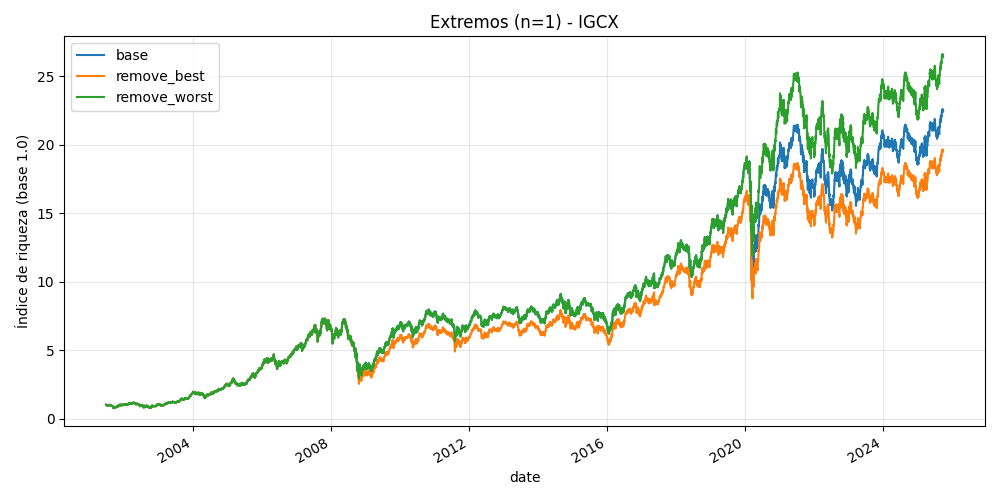 Extremos (n=1) - IGCX
base
remove_best
remove_worst
Índice de riqueza (base 1.0)
25
20
15
10
5
0
2004
2008
2012
2016
2020
2024
date